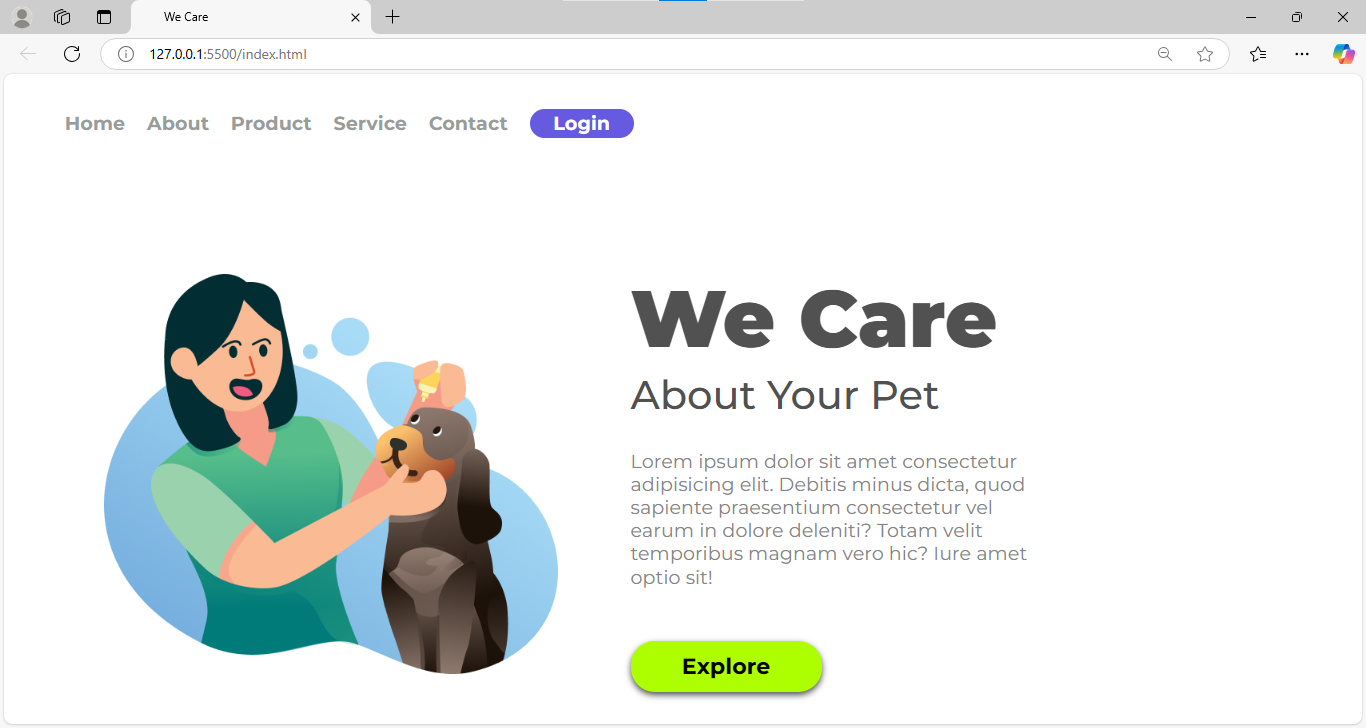 We Care
127.0.0.1:5500/index.html
Home About Product Service Contact Login
We Care
About Your Pet
Lorem ipsum dolor sit amet consectetur
adipisicing elit. Debitis minus dicta, quod
sapiente praesentium consectetur vel
earum in dolore deleniti? Totam velit
temporibus magnam vero hic? Iure amet
optio sit!
Explore